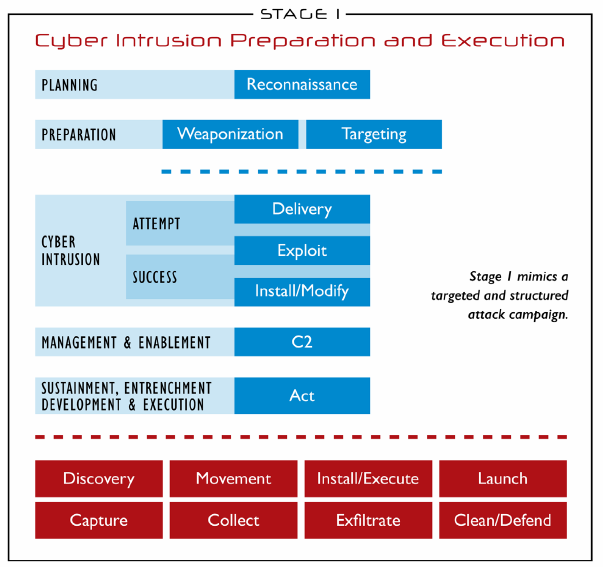 STAGE 1
Cyber Intrusion Preparation and Execution
PLANNING
Reconnaissance
PREPARATION
Weaponization
Targeting
CYBER
INTRUSION
ATTEMPT
SUCCESS
Delivery
Exploit
Install/Modify
Stage 1 mimics a
targeted and structured
attack campaign.
MANAGEMENT & ENABLEMENT
C2
SUSTAINMENT, ENTRENCHMENT
DEVELOPMENT & EXECUTION
Act
Discovery
Movement
Install/Execute
Launch
Capture
Collect
Exfiltrate
Clean/Defend